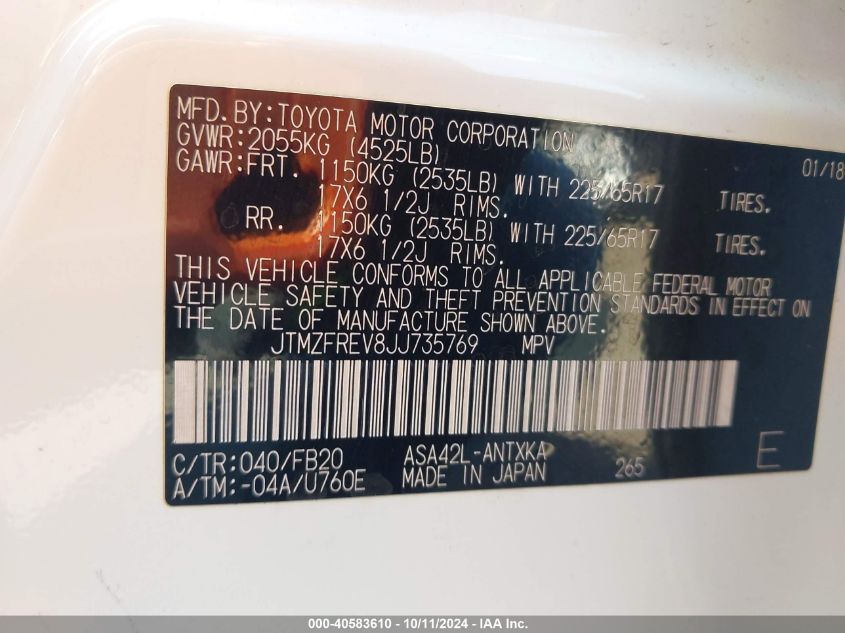 MFD.BY:TOYOTA MOTOR CORPORATION 01/18
GVWR:2055KG (4525LB)
GAWR:FRT. 1150KG (2535LB) WITH 225/65R17 TIRES.
17X6 1/2J RIMS.
RR. 1150KG (2535LB) WITH 225/65R17 TIRES.
17X6 1/2J RIMS.
THIS VEHICLE CONFORMS TO ALL APPLICABLE FEDERAL MOTOR
VEHICLE SAFETY AND THEFT PREVENTION STANDARDS IN EFFECT ON
THE DATE OF MANUFACTURE SHOWN ABOVE.
JTMZFREV8JJ735769 MPV
C/TR:040/FB20 ASA42L-ANTXKA
A/TM:-04A/U760E MADE IN JAPAN 265 E
000-40583610 - 10/11/2024 - IAA Inc.